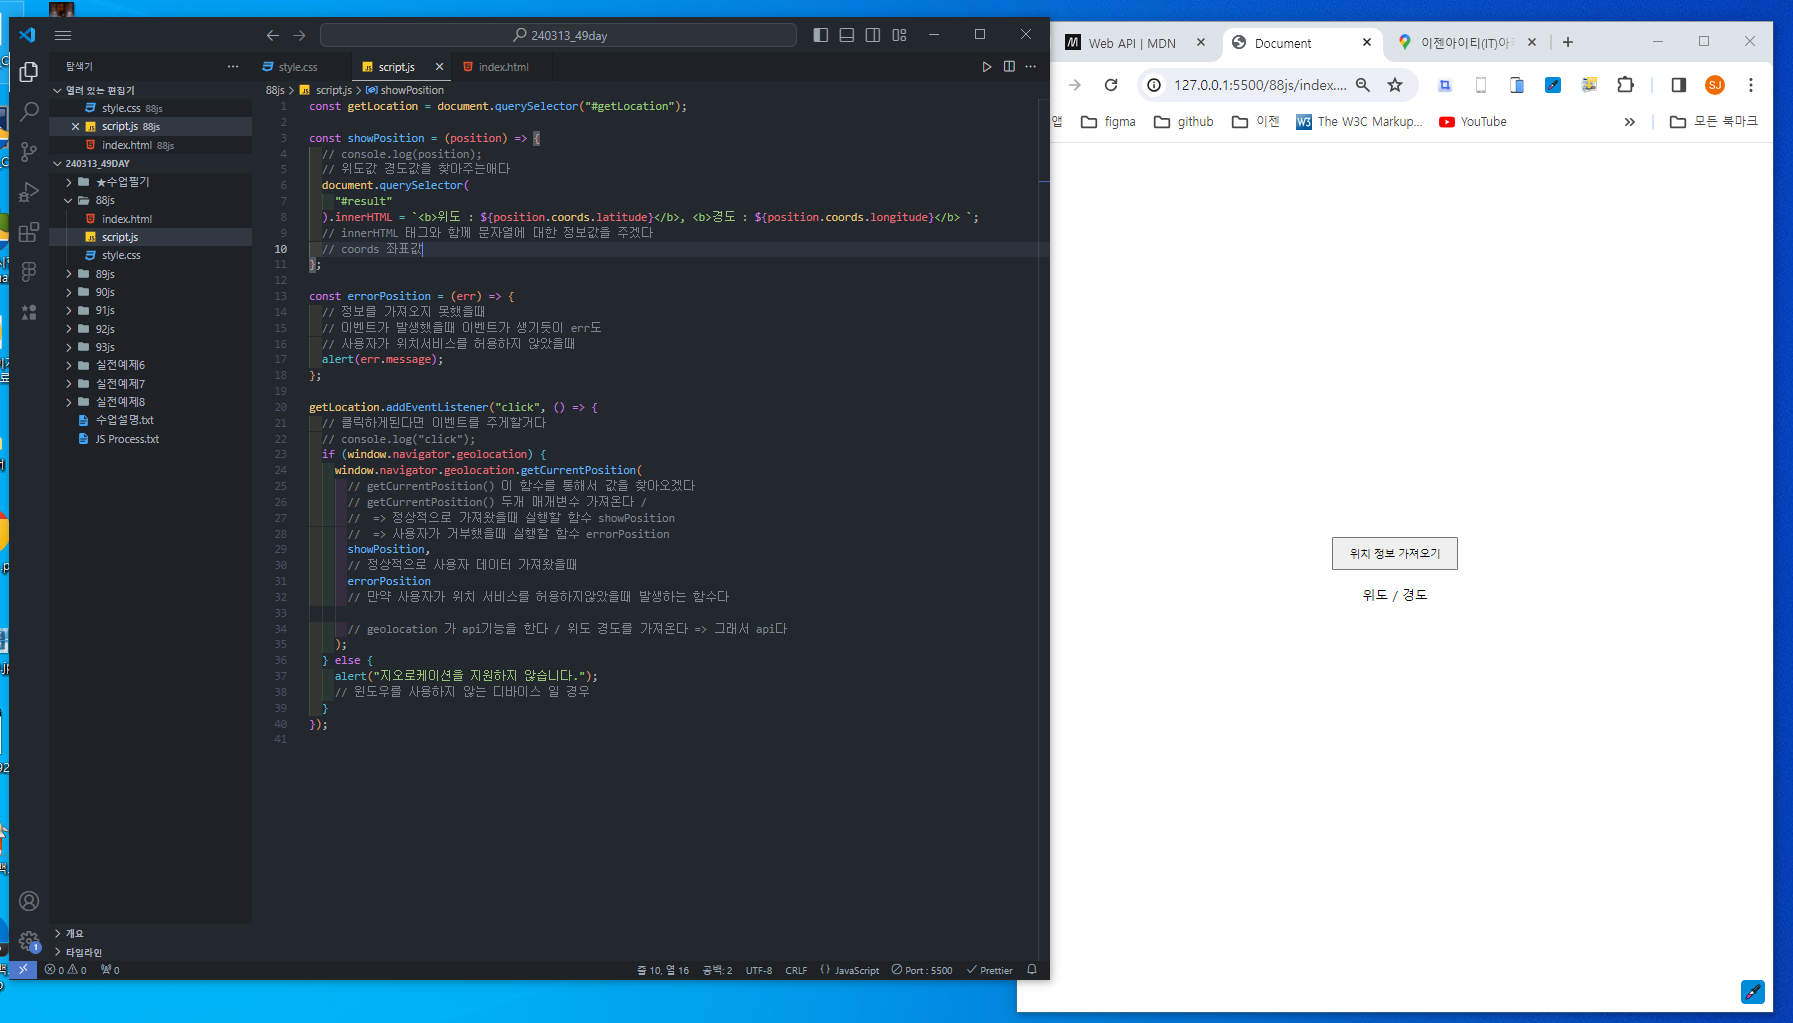 240313_49day
탐색기
style.css
script.js
index.html
88js > script.js > showPosition
열려 있는 편집기
style.css 88js
script.js 88js
index.html 88js
240313_49DAY
★수업필기
88js
index.html
script.js
style.css
89js
90js
91js
92js
93js
실전예제6
실전예제7
실전예제8
수업설명.txt
JS Process.txt
개요
타임라인
1 const getLocation = document.querySelector("#getLocation");
2
3 const showPosition = (position) => {
4 // console.log(position);
5 // 위도값 경도값을 찾아주는애다
6 document.querySelector(
7 "#result"
8 ).innerHTML = `<b>위도 : ${position.coords.latitude}</b>, <b>경도 : ${position.coords.longitude}</b> `;
9 // innerHTML 태그와 함께 문자열에 대한 정보값을 주겠다
10 // coords 좌표값
11 };
12
13 const errorPosition = (err) => {
14 // 정보를 가져오지 못했을때
15 // 이벤트가 발생했을때 이벤트가 생기듯이 err도
16 // 사용자가 위치서비스를 허용하지 않았을때
17 alert(err.message);
18 };
19
20 getLocation.addEventListener("click", () => {
21 // 클릭하게된다면 이벤트를 주게할거다
22 // console.log("click");
23 if (window.navigator.geolocation) {
24 window.navigator.geolocation.getCurrentPosition(
25 // getCurrentPosition() 이 함수를 통해서 값을 찾아오겠다
26 // getCurrentPosition() 두개 매개변수 가져온다 /
27 // => 정상적으로 가져왔을때 실행할 함수 showPosition
28 // => 사용자가 거부했을때 실행할 함수 errorPosition
29 showPosition,
30 // 정상적으로 사용자 데이터 가져왔을때
31 errorPosition
32 // 만약 사용자가 위치 서비스를 허용하지않았을때 발생하는 함수다
33
34 // geolocation 가 api기능을 한다 / 위도 경도를 가져온다 => 그래서 api다
35 );
36 } else {
37 alert("지오로케이션을 지원하지 않습니다.");
38 // 윈도우를 사용하지 않는 디바이스 일 경우
39 }
40 });
41
1
0 0 0
줄 10, 열 16 공백: 2 UTF-8 CRLF {} JavaScript Port : 5500 Prettier
Web API | MDN
Document
이젠아이티(IT)아
127.0.0.1:5500/88js/index....
SJ
앱 figma github 이젠 W3 The W3C Markup... YouTube » 모든 북마크
위치 정보 가져오기
위도 / 경도